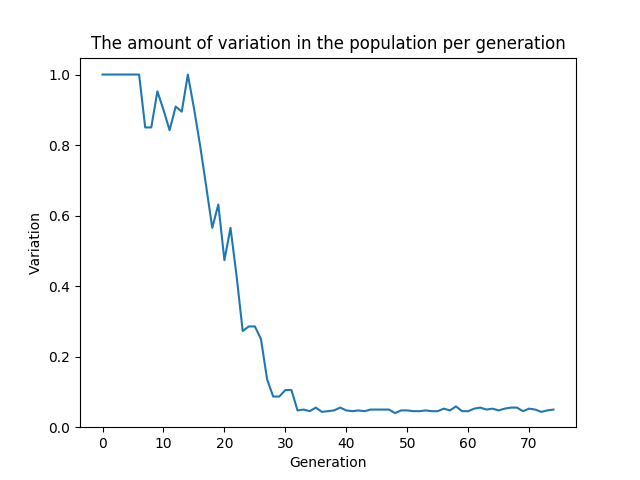 The amount of variation in the population per generation
1.0
0.8
0.6
0.4
0.2
0.0
Variation
0 10 20 30 40 50 60 70
Generation